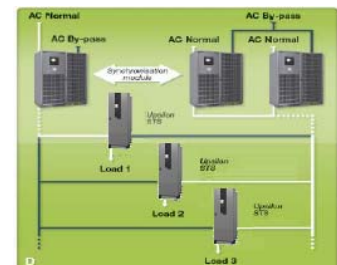 AC Normal
AC By-pass
AC By-pass
AC Normal
AC Normal
Synchronisation
module
Upsilon
STS
Load 1
Upsilon
STS
Load 2
Upsilon
STS
Load 3
D